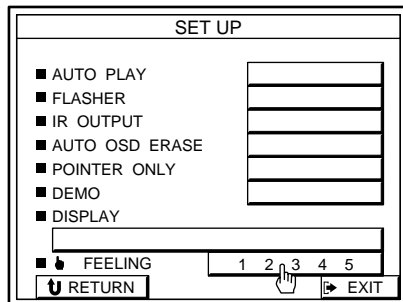 SET UP
AUTO PLAY
FLASHER
IR OUTPUT
AUTO OSD ERASE
POINTER ONLY
DEMO
DISPLAY
FEELING 1 2 3 4 5
RETURN EXIT